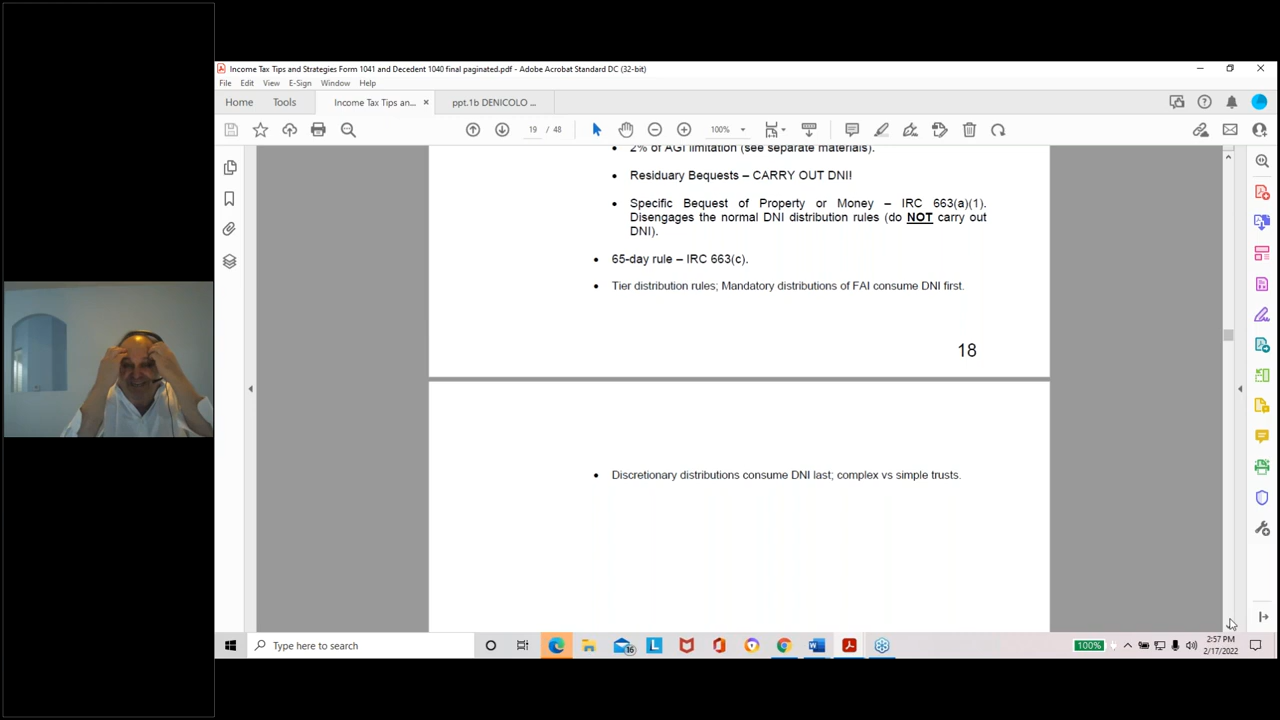 Income Tax Tips and Strategies Form 1041 and Decedent 1040 final paginated.pdf - Adobe Acrobat Standard DC (32-bit)
File Edit View E-Sign Window Help
Home Tools Income Tax Tips an... × ppt.1b DENICOLO ...
19 / 48 100%
• 2% of AGI limitation (see separate materials).
• Residuary Bequests – CARRY OUT DNI!
• Specific Bequest of Property or Money – IRC 663(a)(1).
Disengages the normal DNI distribution rules (do NOT carry out
DNI).
• 65-day rule – IRC 663(c).
• Tier distribution rules; Mandatory distributions of FAI consume DNI first.
18
• Discretionary distributions consume DNI last; complex vs simple trusts.
Type here to search
16
L
100%
2:57 PM
2/17/2022